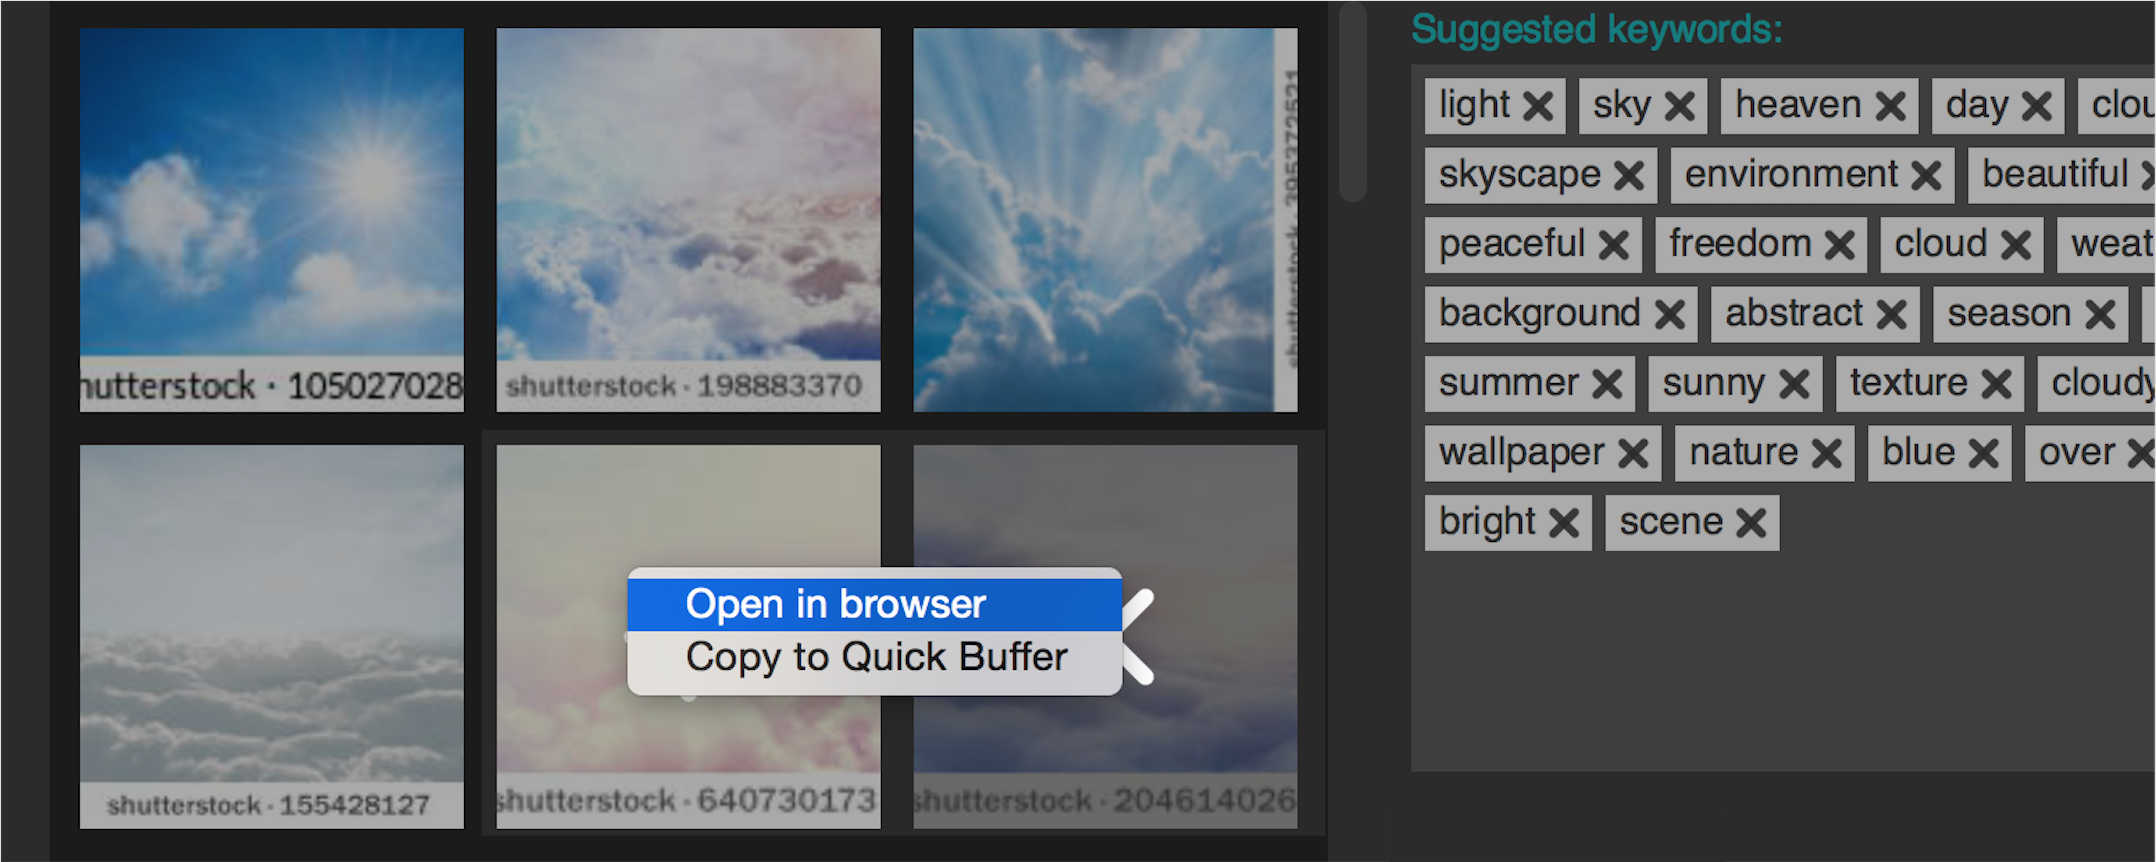 Suggested keywords:
light sky heaven day clou
skyscape environment beautiful
peaceful freedom cloud weat
background abstract season
summer sunny texture cloudy
wallpaper nature blue over
bright scene
hutterstock · 105027028
shutterstock · 198883370
shutterstock · 395372521
shutterstock · 155428127
shutterstock · 640730173
shutterstock · 204614026
Open in browser
Copy to Quick Buffer